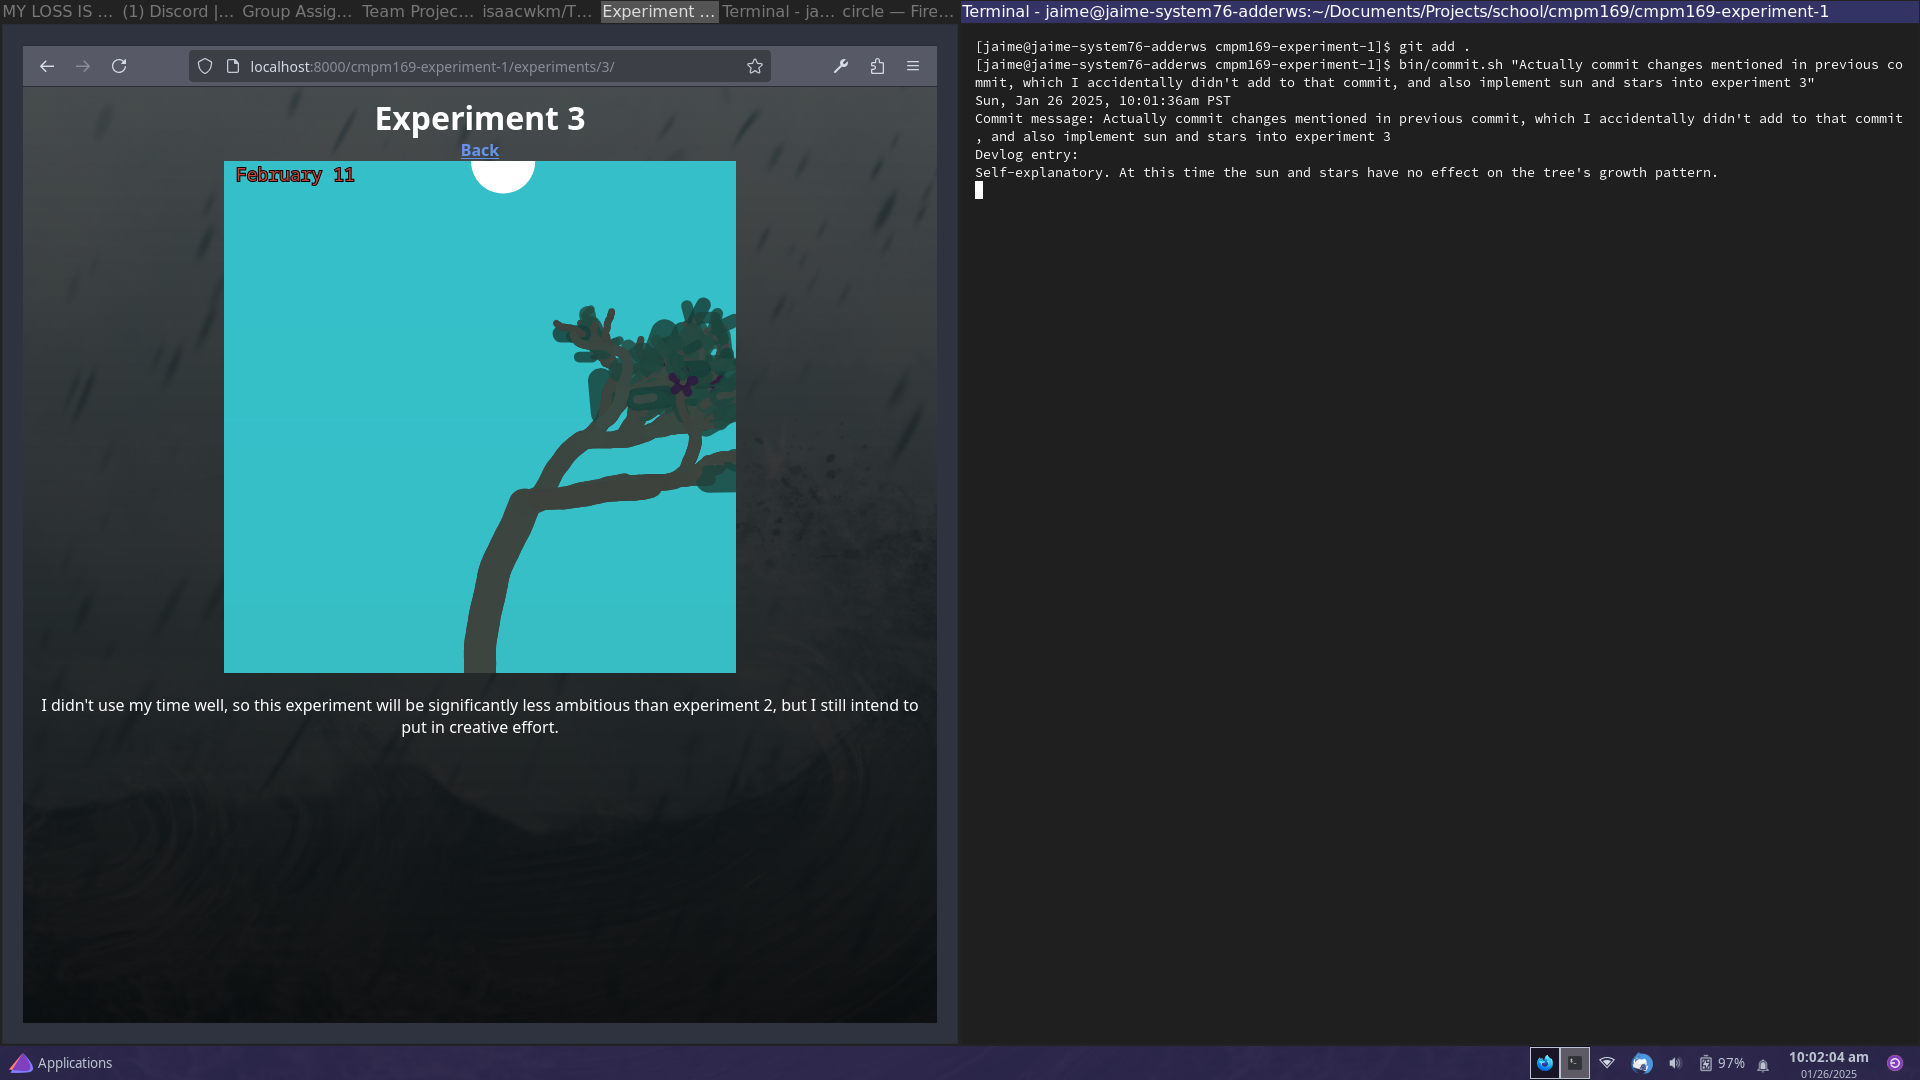 MY LOSS IS ... (1) Discord |... Group Assig... Team Projec... isaacwkm/T... Experiment ... Terminal - ja... circle — Fire... Terminal - jaime@jaime-system76-adderws:~/Documents/Projects/school/cmpm169/cmpm169-experiment-1
localhost:8000/cmpm169-experiment-1/experiments/3/
Experiment 3
Back
February 11
I didn't use my time well, so this experiment will be significantly less ambitious than experiment 2, but I still intend to
put in creative effort.
[jaime@jaime-system76-adderws cmpm169-experiment-1]$ git add .
[jaime@jaime-system76-adderws cmpm169-experiment-1]$ bin/commit.sh "Actually commit changes mentioned in previous co
mmit, which I accidentally didn't add to that commit, and also implement sun and stars into experiment 3"
Sun, Jan 26 2025, 10:01:36am PST
Commit message: Actually commit changes mentioned in previous commit, which I accidentally didn't add to that commit
, and also implement sun and stars into experiment 3
Devlog entry:
Self-explanatory. At this time the sun and stars have no effect on the tree's growth pattern.
Applications
97%
10:02:04 am
01/26/2025